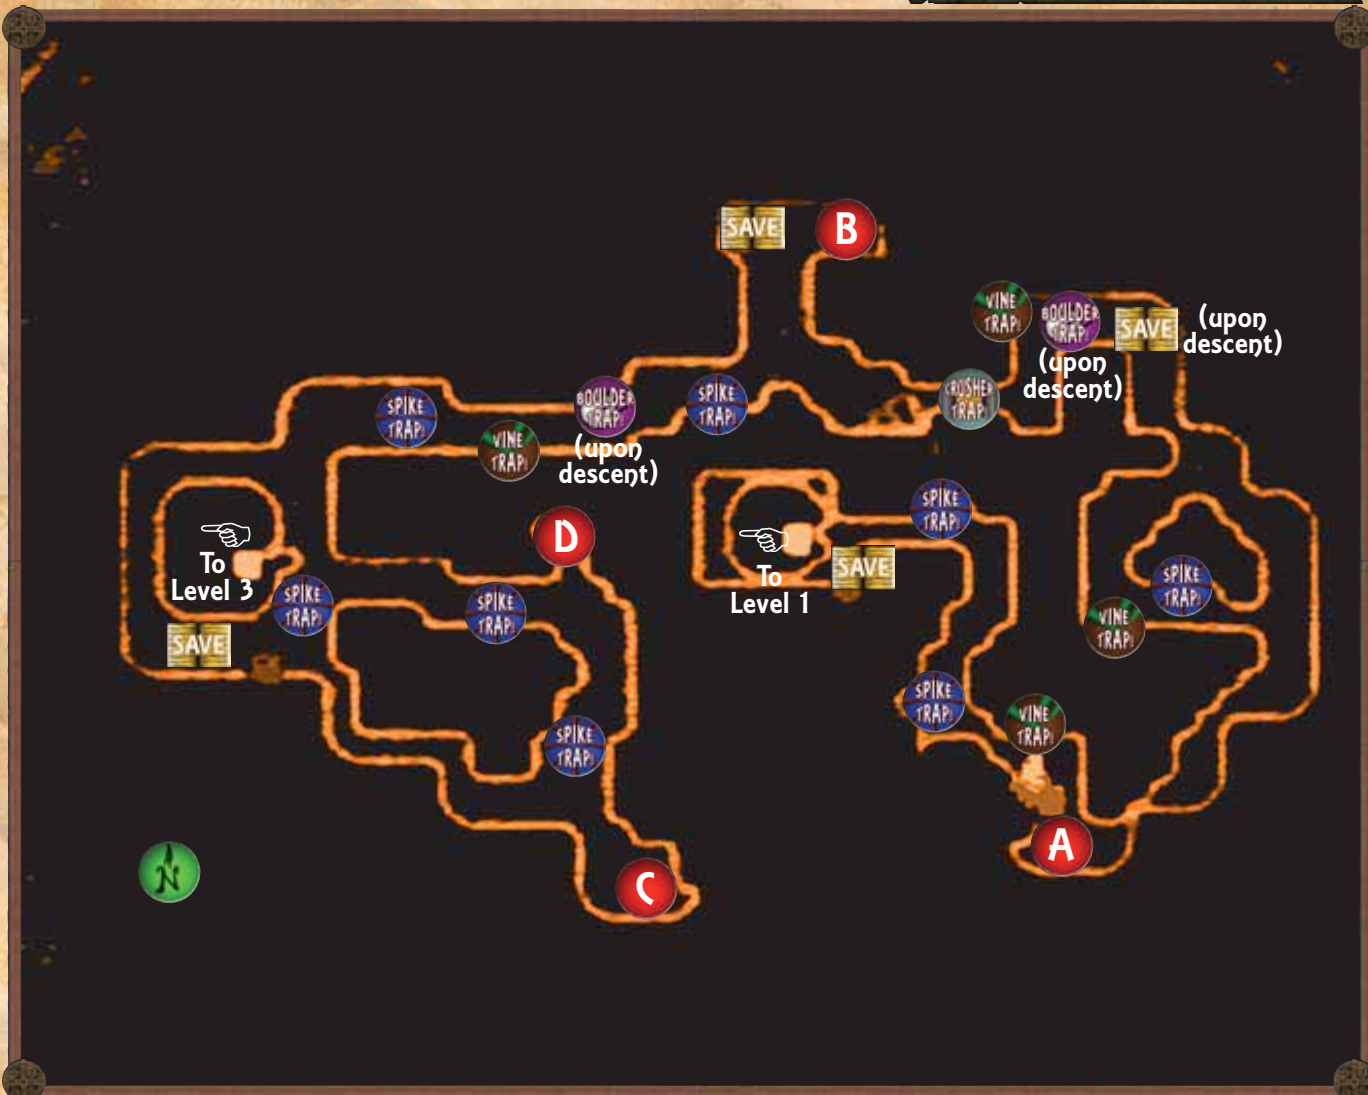 SAVE
B
VINE
TRAP!
BOULDER
TRAP!
(upon
descent)
SAVE
(upon
descent)
SPIKE
TRAP!
BOULDER
TRAP!
(upon
descent)
SPIKE
TRAP!
CRUSHER
TRAP!
VINE
TRAP!
To
Level 3
D
To
Level 1
SPIKE
TRAP!
SAVE
SPIKE
TRAP!
SPIKE
TRAP!
SPIKE
TRAP!
VINE
TRAP!
SAVE
SPIKE
TRAP!
SPIKE
TRAP!
VINE
TRAP!
A
C
N